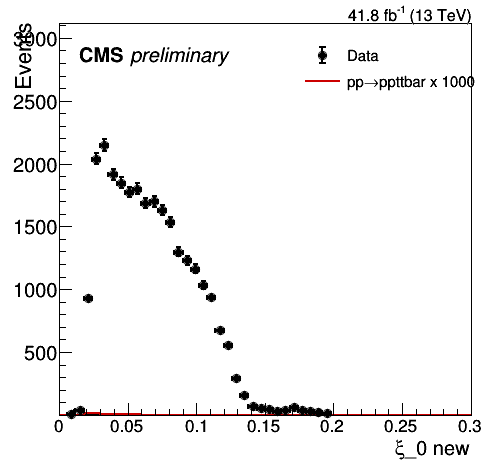 41.8 fb⁻¹ (13 TeV)
Events
CMS preliminary
Data
pp→ppttbar x 1000
3000
2500
2000
1500
1000
500
0 0.05 0.1 0.15 0.2 0.25 0.3
ξ_0 new